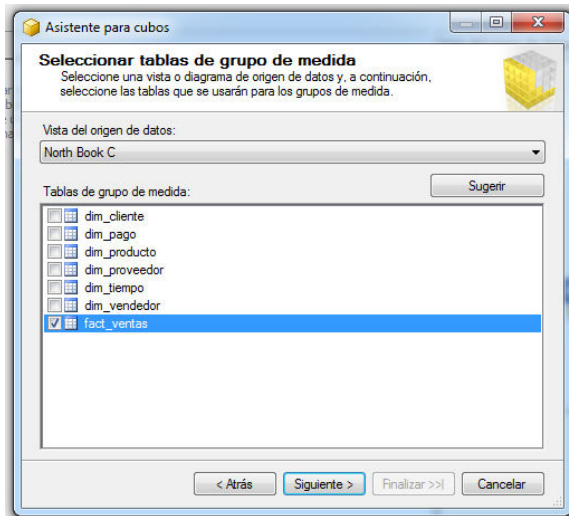 Asistente para cubos
Seleccionar tablas de grupo de medida
Seleccione una vista o diagrama de origen de datos y, a continuación,
seleccione las tablas que se usarán para los grupos de medida.
Vista del origen de datos:
North Book C
Tablas de grupo de medida:
Sugerir
dim_cliente
dim_pago
dim_producto
dim_proveedor
dim_tiempo
dim_vendedor
fact_ventas
< Atrás
Siguiente >
Finalizar >>|
Cancelar